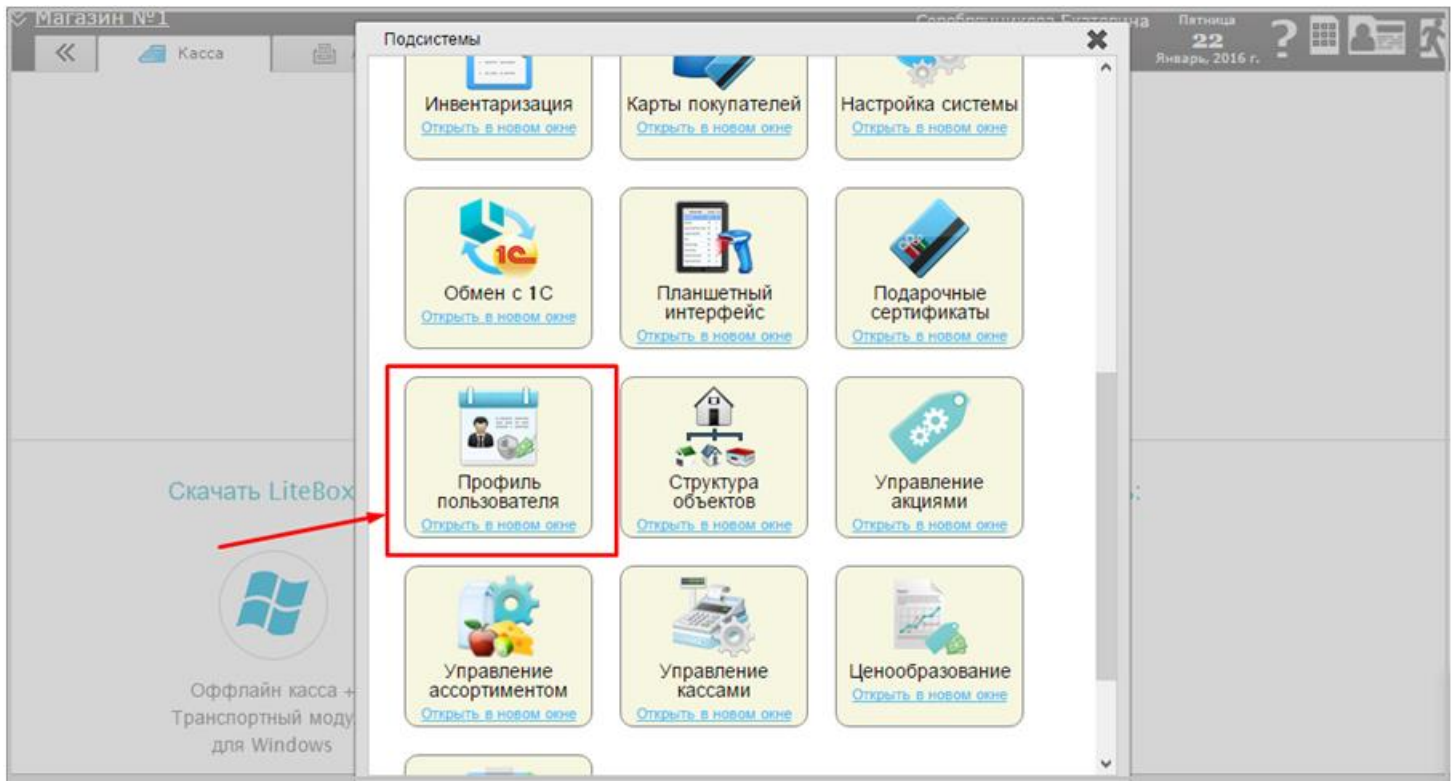 Магазин №1
Пятница
22
Январь, 2016 г.
?
Касса
Подсистемы
Инвентаризация
Открыть в новом окне
Карты покупателей
Открыть в новом окне
Настройка системы
Открыть в новом окне
1С
Обмен с 1С
Открыть в новом окне
Планшетный
интерфейс
Открыть в новом окне
Подарочные
сертификаты
Открыть в новом окне
Профиль
пользователя
Открыть в новом окне
Структура
объектов
Открыть в новом окне
Управление
акциями
Открыть в новом окне
Управление
ассортиментом
Открыть в новом окне
Управление
кассами
Открыть в новом окне
Ценообразование
Открыть в новом окне
Скачать LiteBox
Оффлайн касса +
Транспортный моду
для Windows